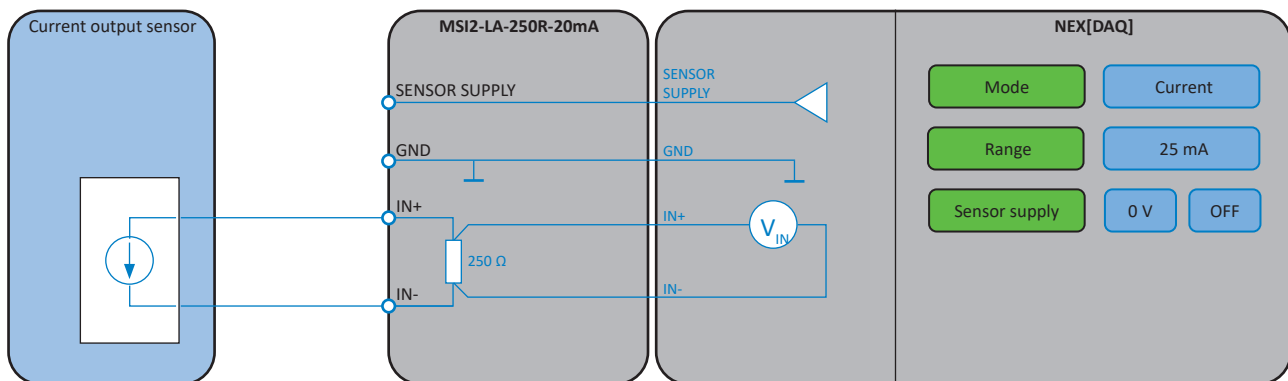 Current output sensor
MSI2-LA-250R-20mA
NEX[DAQ]
SENSOR SUPPLY
SENSOR
SUPPLY
GND
GND
IN+
IN+
250 Ω
IN-
IN-
V IN
Mode
Current
Range
25 mA
Sensor supply
0 V
OFF